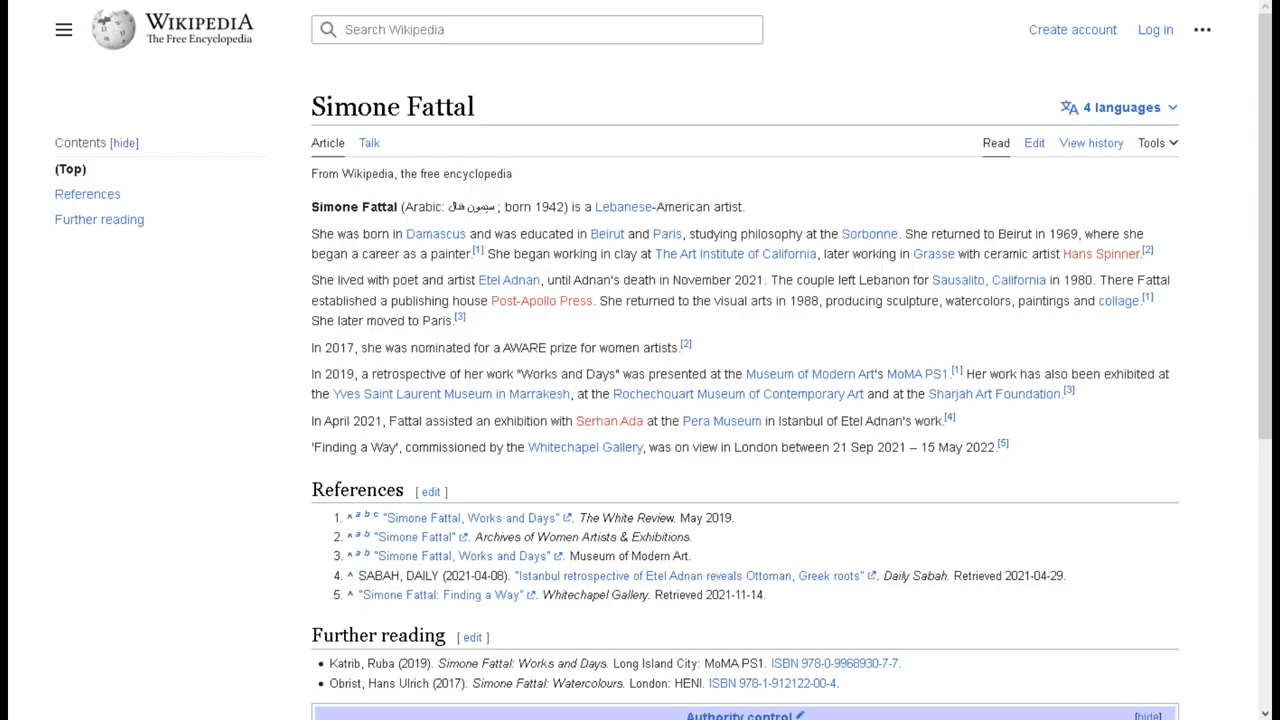 WIKIPEDIA
The Free Encyclopedia
Search Wikipedia
Create account
Log in
Simone Fattal
4 languages
Contents [hide]
(Top)
References
Further reading
Article
Talk
Read
Edit
View history
Tools
From Wikipedia, the free encyclopedia
Simone Fattal (Arabic: سيمون فتال ; born 1942) is a Lebanese-American artist.
She was born in Damascus and was educated in Beirut and Paris, studying philosophy at the Sorbonne. She returned to Beirut in 1969, where she
began a career as a painter.[1] She began working in clay at The Art Institute of California, later working in Grasse with ceramic artist Hans Spinner.[2]
She lived with poet and artist Etel Adnan, until Adnan's death in November 2021. The couple left Lebanon for Sausalito, California in 1980. There Fattal
established a publishing house Post-Apollo Press. She returned to the visual arts in 1988, producing sculpture, watercolors, paintings and collage.[1]
She later moved to Paris.[3]
In 2017, she was nominated for a AWARE prize for women artists.[2]
In 2019, a retrospective of her work "Works and Days" was presented at the Museum of Modern Art's MoMA PS1.[1] Her work has also been exhibited at
the Yves Saint Laurent Museum in Marrakesh, at the Rochechouart Museum of Contemporary Art and at the Sharjah Art Foundation.[3]
In April 2021, Fattal assisted an exhibition with Serhan Ada at the Pera Museum in Istanbul of Etel Adnan's work.[4]
'Finding a Way', commissioned by the Whitechapel Gallery, was on view in London between 21 Sep 2021 – 15 May 2022.[5]
References [ edit ]
1. ^ a b c "Simone Fattal, Works and Days". The White Review. May 2019.
2. ^ a b "Simone Fattal". Archives of Women Artists & Exhibitions.
3. ^ a b "Simone Fattal, Works and Days". Museum of Modern Art.
4. ^ SABAH, DAILY (2021-04-08). "Istanbul retrospective of Etel Adnan reveals Ottoman, Greek roots". Daily Sabah. Retrieved 2021-04-29.
5. ^ "Simone Fattal: Finding a Way". Whitechapel Gallery. Retrieved 2021-11-14.
Further reading [ edit ]
• Katrib, Ruba (2019). Simone Fattal: Works and Days. Long Island City: MoMA PS1. ISBN 978-0-9968930-7-7.
• Obrist, Hans Ulrich (2017). Simone Fattal: Watercolours. London: HENI. ISBN 978-1-912122-00-4.
Authority control [hide]